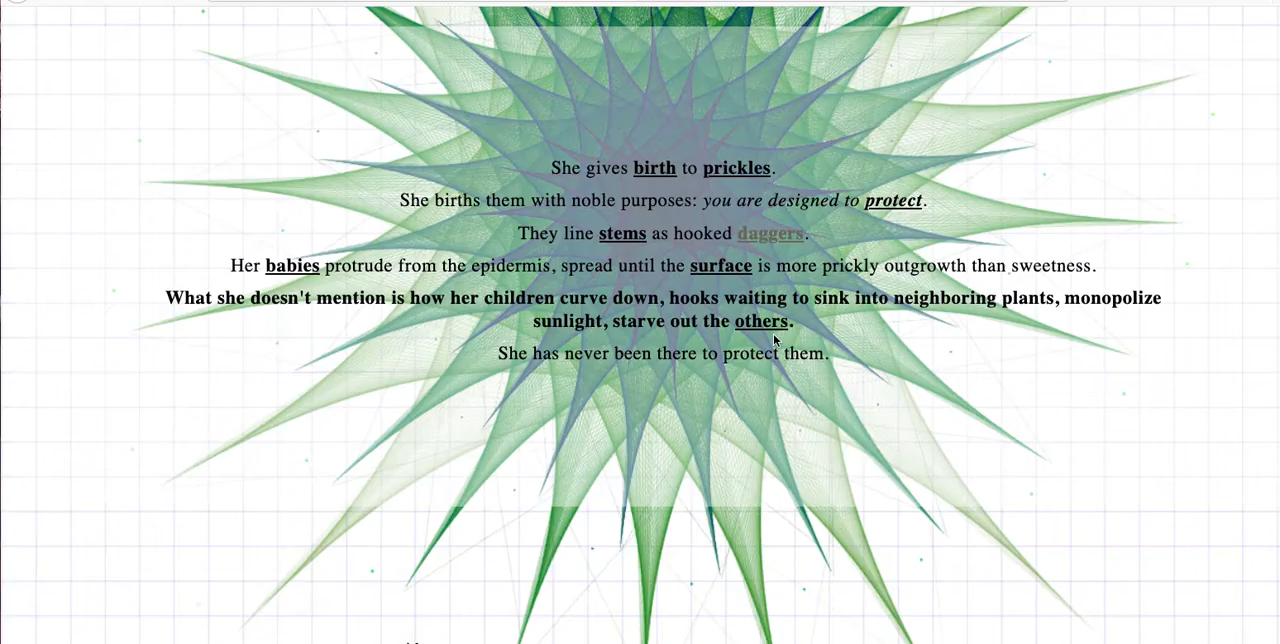 She gives birth to prickles.
She births them with noble purposes: you are designed to protect.
They line stems as hooked daggers.
Her babies protrude from the epidermis, spread until the surface is more prickly outgrowth than sweetness.
What she doesn't mention is how her children curve down, hooks waiting to sink into neighboring plants, monopolize
sunlight, starve out the others.
She has never been there to protect them.